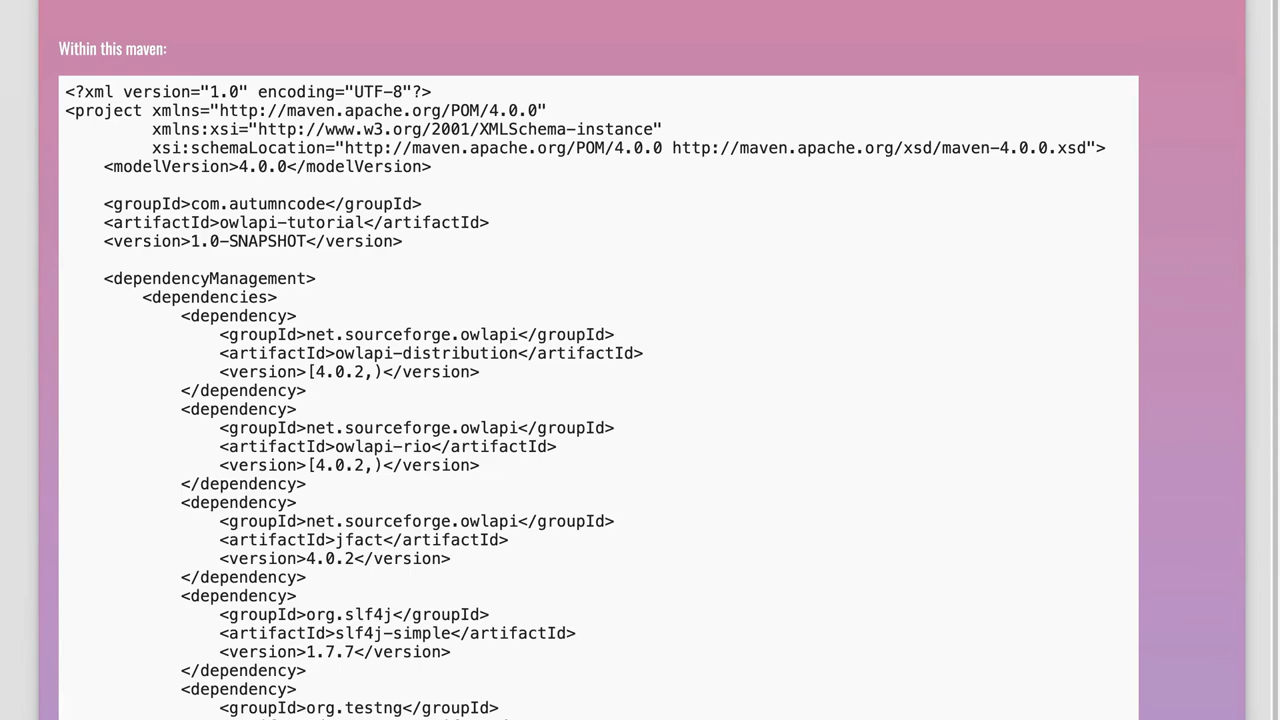 Within this maven:
<?xml version="1.0" encoding="UTF-8"?>
<project xmlns="http://maven.apache.org/POM/4.0.0"
xmlns:xsi="http://www.w3.org/2001/XMLSchema-instance"
xsi:schemaLocation="http://maven.apache.org/POM/4.0.0 http://maven.apache.org/xsd/maven-4.0.0.xsd">
<modelVersion>4.0.0</modelVersion>
<groupId>com.autumncode</groupId>
<artifactId>owlapi-tutorial</artifactId>
<version>1.0-SNAPSHOT</version>
<dependencyManagement>
<dependencies>
<dependency>
<groupId>net.sourceforge.owlapi</groupId>
<artifactId>owlapi-distribution</artifactId>
<version>[4.0.2,)</version>
</dependency>
<dependency>
<groupId>net.sourceforge.owlapi</groupId>
<artifactId>owlapi-rio</artifactId>
<version>[4.0.2,)</version>
</dependency>
<dependency>
<groupId>net.sourceforge.owlapi</groupId>
<artifactId>jfact</artifactId>
<version>4.0.2</version>
</dependency>
<dependency>
<groupId>org.slf4j</groupId>
<artifactId>slf4j-simple</artifactId>
<version>1.7.7</version>
</dependency>
<dependency>
<groupId>org.testng</groupId>